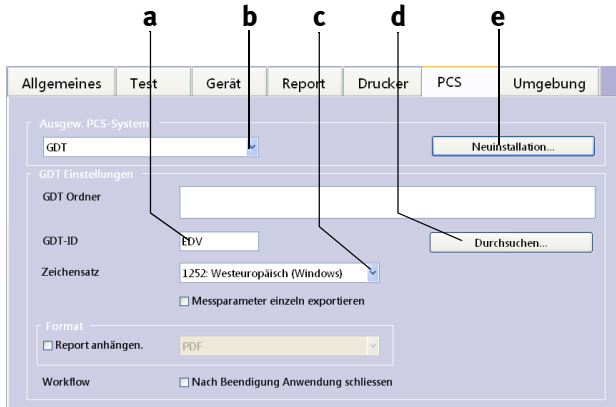 a b c d e
Allgemeines Test Gerät Report Drucker PCS Umgebung
Ausgew. PCS-System
GDT Neuinstallation...
GDT Einstellungen
GDT Ordner
GDT-ID EDV Durchsuchen...
Zeichensatz 1252: Westeuropäisch (Windows)
Messparameter einzeln exportieren
Format
Report anhängen. PDF
Workflow Nach Beendigung Anwendung schliessen